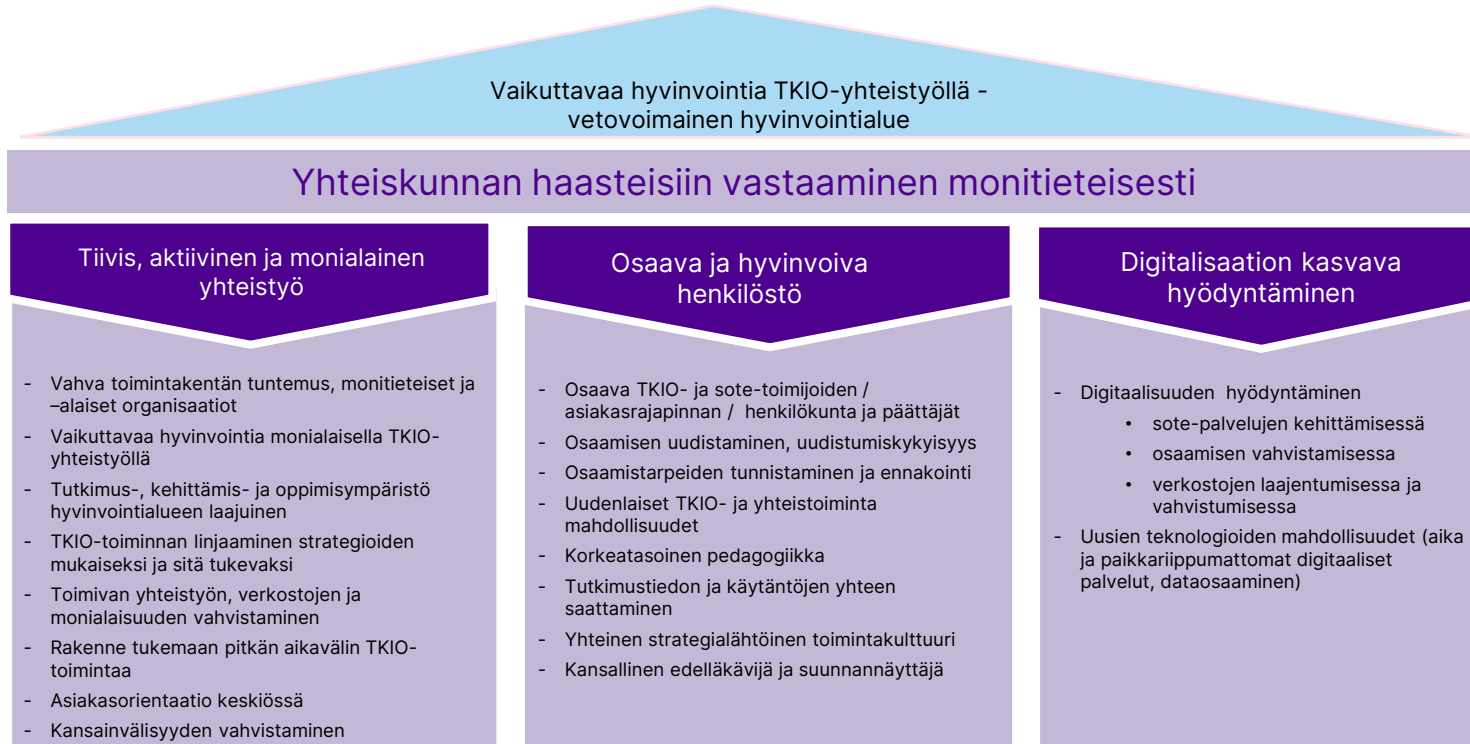 Vaikuttavaa hyvinvointia TKIO-yhteistyöllä -
vetovoimainen hyvinvointialue
Yhteiskunnan haasteisiin vastaaminen monitieteisesti
Tiivis, aktiivinen ja monialainen
yhteistyö
- Vahva toimintakentän tuntemus, monitieteiset ja
–alaiset organisaatiot
- Vaikuttavaa hyvinvointia monialaisella TKIO-
yhteistyöllä
- Tutkimus-, kehittämis- ja oppimisympäristö
hyvinvointialueen laajuinen
- TKIO-toiminnan linjaaminen strategioiden
mukaiseksi ja sitä tukevaksi
- Toimivan yhteistyön, verkostojen ja
monialaisuuden vahvistaminen
- Rakenne tukemaan pitkän aikavälin TKIO-
toimintaa
- Asiakasorientaatio keskiössä
- Kansainvälisyyden vahvistaminen
Osaava ja hyvinvoiva
henkilöstö
- Osaava TKIO- ja sote-toimijoiden /
asiakasrajapinnan / henkilökunta ja päättäjät
- Osaamisen uudistaminen, uudistumiskykyisyys
- Osaamistarpeiden tunnistaminen ja ennakointi
- Uudenlaiset TKIO- ja yhteistoiminta
mahdollisuudet
- Korkeatasoinen pedagogiikka
- Tutkimustiedon ja käytäntöjen yhteen
saattaminen
- Yhteinen strategialähtöinen toimintakulttuuri
- Kansallinen edelläkävijä ja suunnannäyttäjä
Digitalisaation kasvava
hyödyntäminen
- Digitaalisuuden hyödyntäminen
• sote-palvelujen kehittämisessä
• osaamisen vahvistamisessa
• verkostojen laajentumisessa ja
vahvistumisessa
- Uusien teknologioiden mahdollisuudet (aika
ja paikkariippumattomat digitaaliset
palvelut, dataosaaminen)